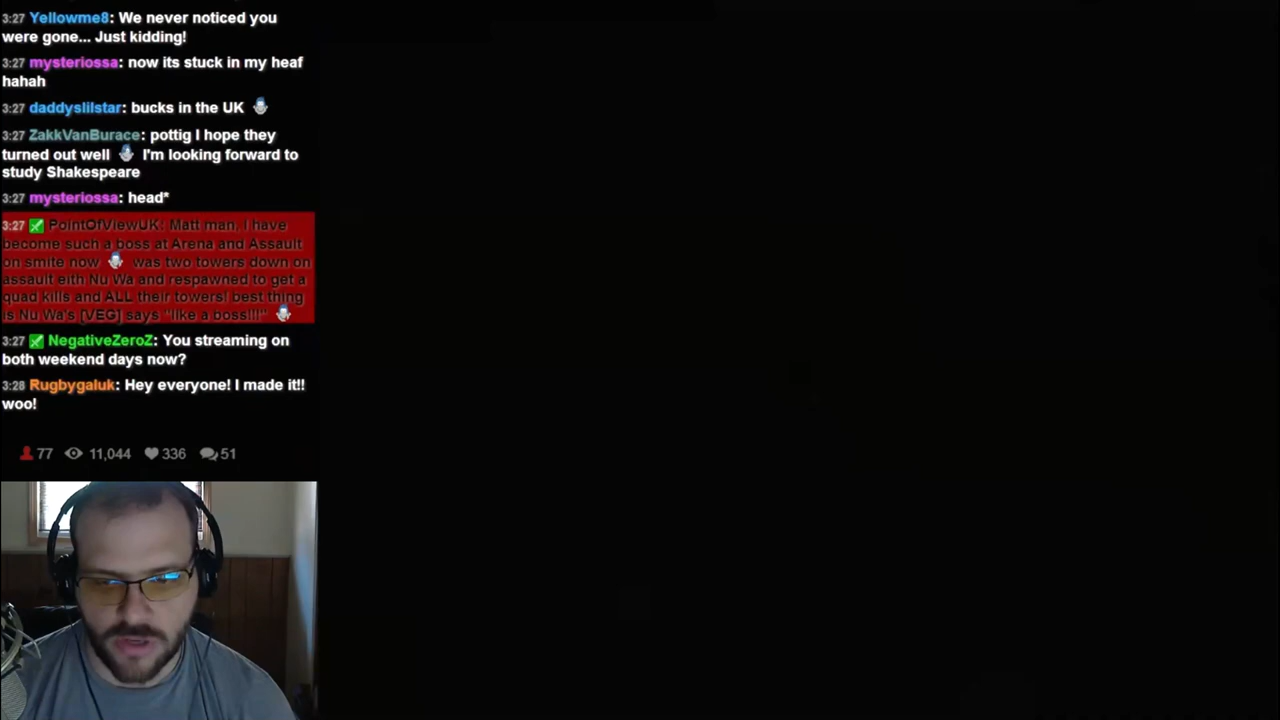 3:27 Yellowme8: We never noticed you
were gone... Just kidding!
3:27 mysteriossa: now its stuck in my heaf
hahah
3:27 daddyslilstar: bucks in the UK
3:27 ZakkVanBurace: pottig I hope they
turned out well I'm looking forward to
study Shakespeare
3:27 mysteriossa: head*
3:27 PointOfViewUK: Matt man, I have
become such a boss at Arena and Assault
on smite now was two towers down on
assault eith Nu Wa and respawned to get a
quad kills and ALL their towers! best thing
is Nu Wa's [VEG] says "like a boss!!!"
3:27 NegativeZeroZ: You streaming on
both weekend days now?
3:28 Rugbygaluk: Hey everyone! I made it!!
woo!
77 11,044 336 51